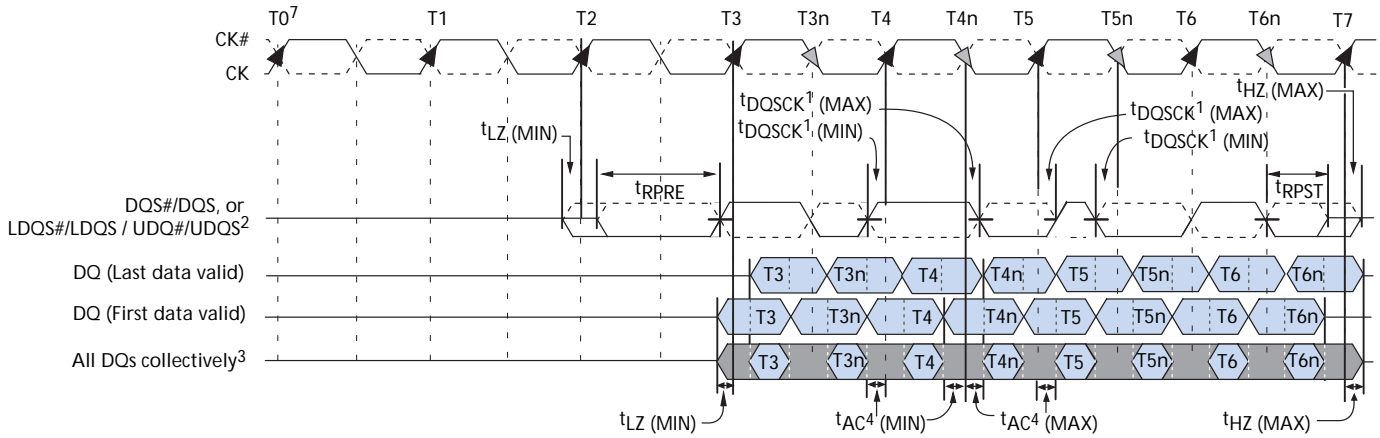 T0⁷ T1 T2 T3 T3n T4 T4n T5 T5n T6 T6n T7
CK#
CK
tHZ (MAX)
tDQSCK¹ (MAX)
tDQSCK¹ (MAX)
tLZ (MIN)
tDQSCK¹ (MIN)
tDQSCK¹ (MIN)
tRPRE
tRPST
DQS#/DQS, or
LDQS#/LDQS / UDQ#/UDQS²
DQ (Last data valid)
T3 T3n T4 T4n T5 T5n T6 T6n
DQ (First data valid)
T3 T3n T4 T4n T5 T5n T6 T6n
All DQs collectively³
T3 T3n T4 T4n T5 T5n T6 T6n
tLZ (MIN) tAC⁴ (MIN) tAC⁴ (MAX) tHZ (MAX)